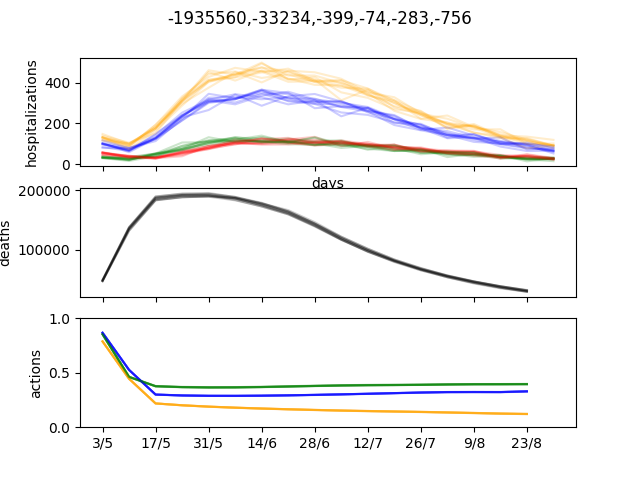 -1935560,-33234,-399,-74,-283,-756
hospitalizations
400
200
0
days
deaths
200000
100000
actions
1.0
0.5
0.0
3/5 17/5 31/5 14/6 28/6 12/7 26/7 9/8 23/8